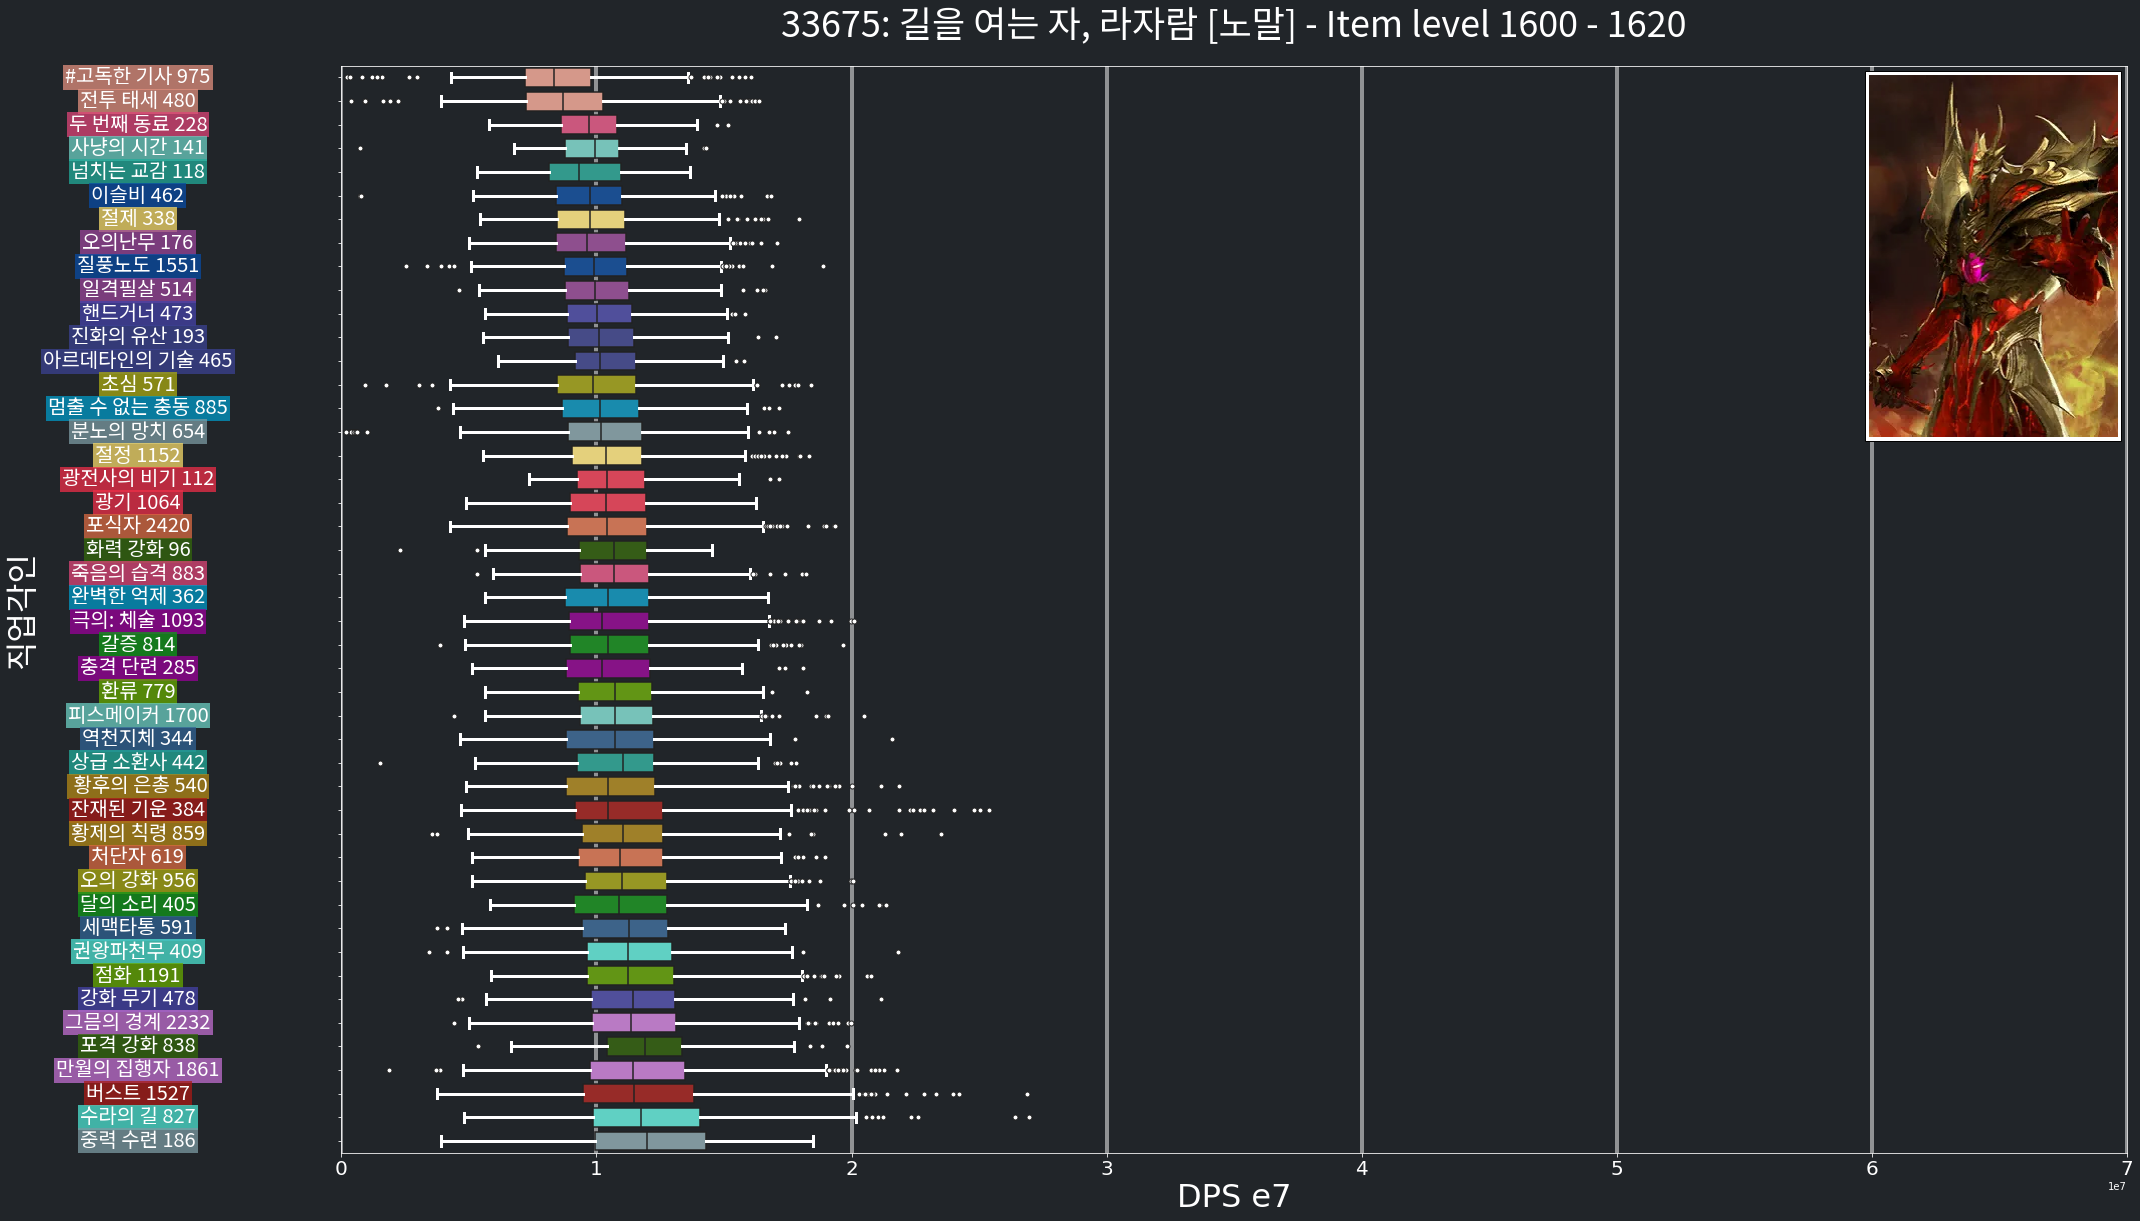 33675: 길을 여는 자, 라자람 [노말] - Item level 1600 - 1620
직업각인
#고독한 기사 975
전투 태세 480
두 번째 동료 228
사냥의 시간 141
넘치는 교감 118
이슬비 462
절제 338
오의난무 176
질풍노도 1551
일격필살 514
핸드거너 473
진화의 유산 193
아르데타인의 기술 465
초심 571
멈출 수 없는 충동 885
분노의 망치 654
절정 1152
광전사의 비기 112
광기 1064
포식자 2420
화력 강화 96
죽음의 습격 883
완벽한 억제 362
극의: 체술 1093
갈증 814
충격 단련 285
환류 779
피스메이커 1700
역천지체 344
상급 소환사 442
황후의 은총 540
잔재된 기운 384
황제의 칙령 859
처단자 619
오의 강화 956
달의 소리 405
세맥타통 591
권왕파천무 409
점화 1191
강화 무기 478
그믐의 경계 2232
포격 강화 838
만월의 집행자 1861
버스트 1527
수라의 길 827
중력 수련 186
0 1 2 3 4 5 6 7
1e7
DPS e7